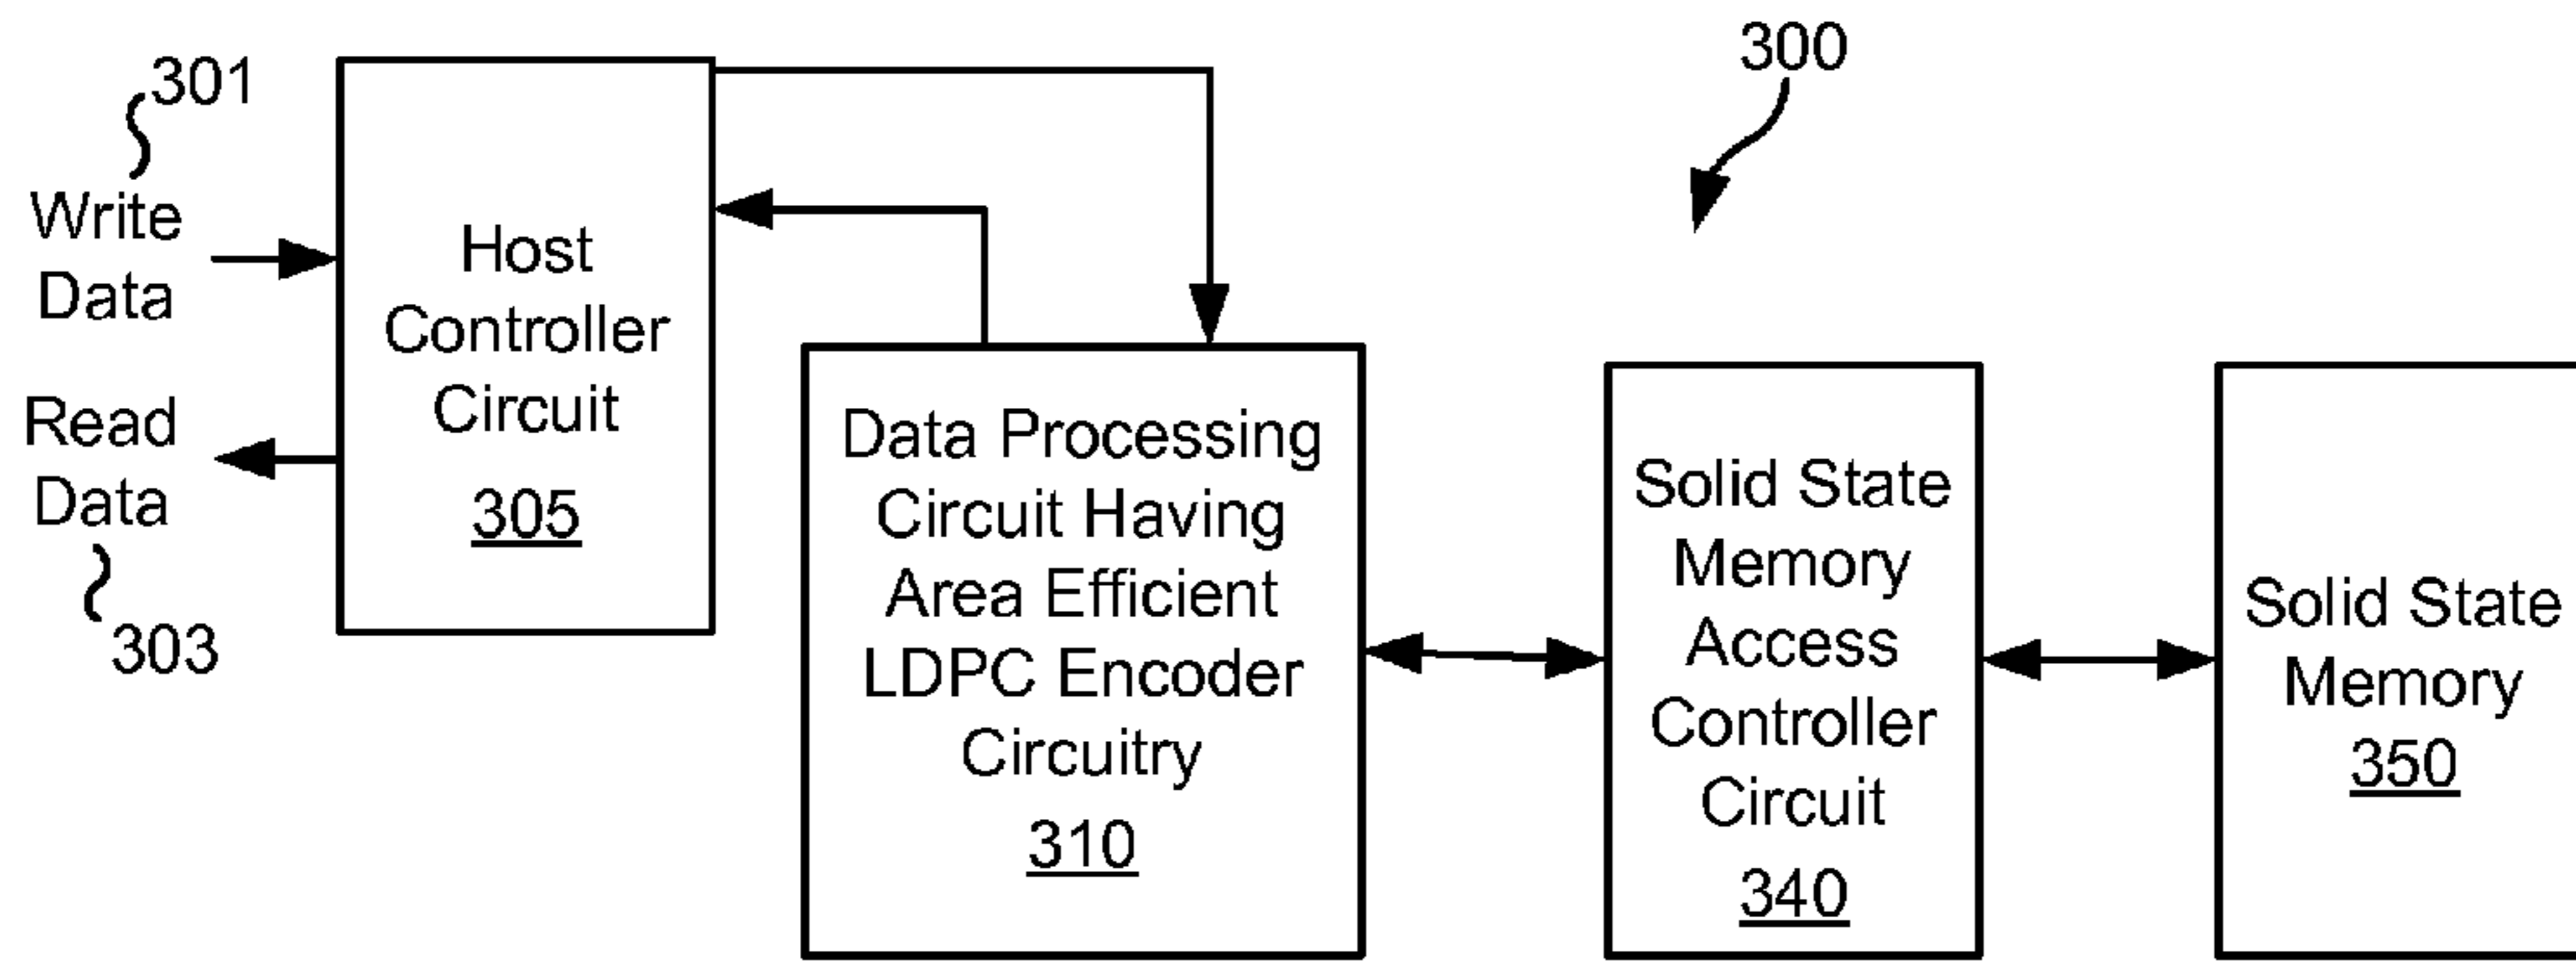 301
Write
Data
Read
Data
303
Host
Controller
Circuit
305
300
Data Processing
Circuit Having
Area Efficient
LDPC Encoder
Circuitry
310
Solid State
Memory
Access
Controller
Circuit
340
Solid State
Memory
350